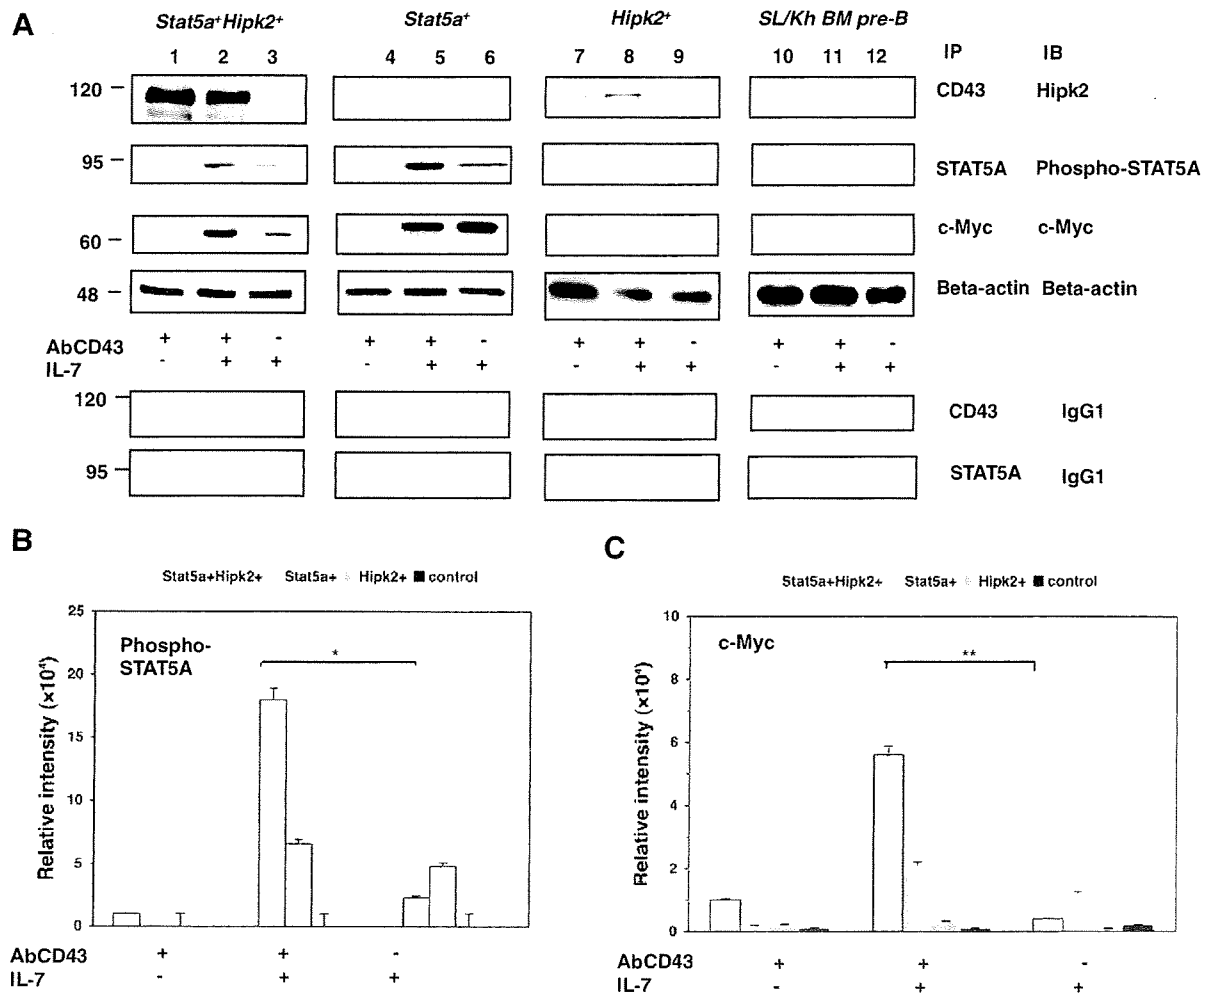 A
Stat5a+Hipk2+ Stat5a+ Hipk2+ SL/Kh BM pre-B
1 2 3 4 5 6 7 8 9 10 11 12 IP IB
120 CD43 Hipk2
95 STAT5A Phospho-STAT5A
60 c-Myc c-Myc
48 Beta-actin Beta-actin
AbCD43 + + - + + - + + - + + -
IL-7 - + + - + + - + + - + +
120 CD43 IgG1
95 STAT5A IgG1
B
Stat5a+Hipk2+ Stat5a+ Hipk2+ control
Phospho-
STAT5A
*
Relative intensity (×10⁴)
25
20
15
10
5
0
AbCD43 + + -
IL-7 - + +
C
Stat5a+Hipk2+ Stat5a+ Hipk2+ control
c-Myc
**
Relative intensity (×10⁴)
10
8
6
4
2
0
AbCD43 + + -
IL-7 - + +